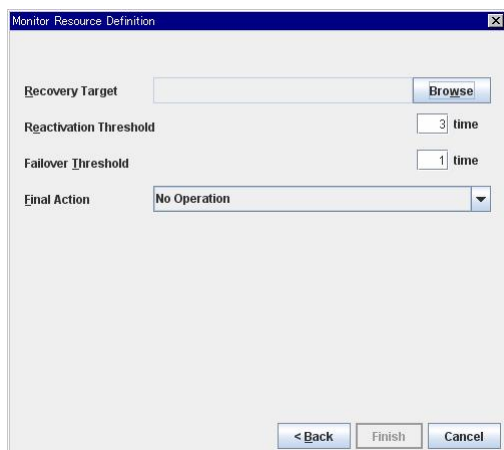 Monitor Resource Definition
Recovery Target Browse
Reactivation Threshold 3 time
Failover Threshold 1 time
Final Action No Operation
< Back Finish Cancel